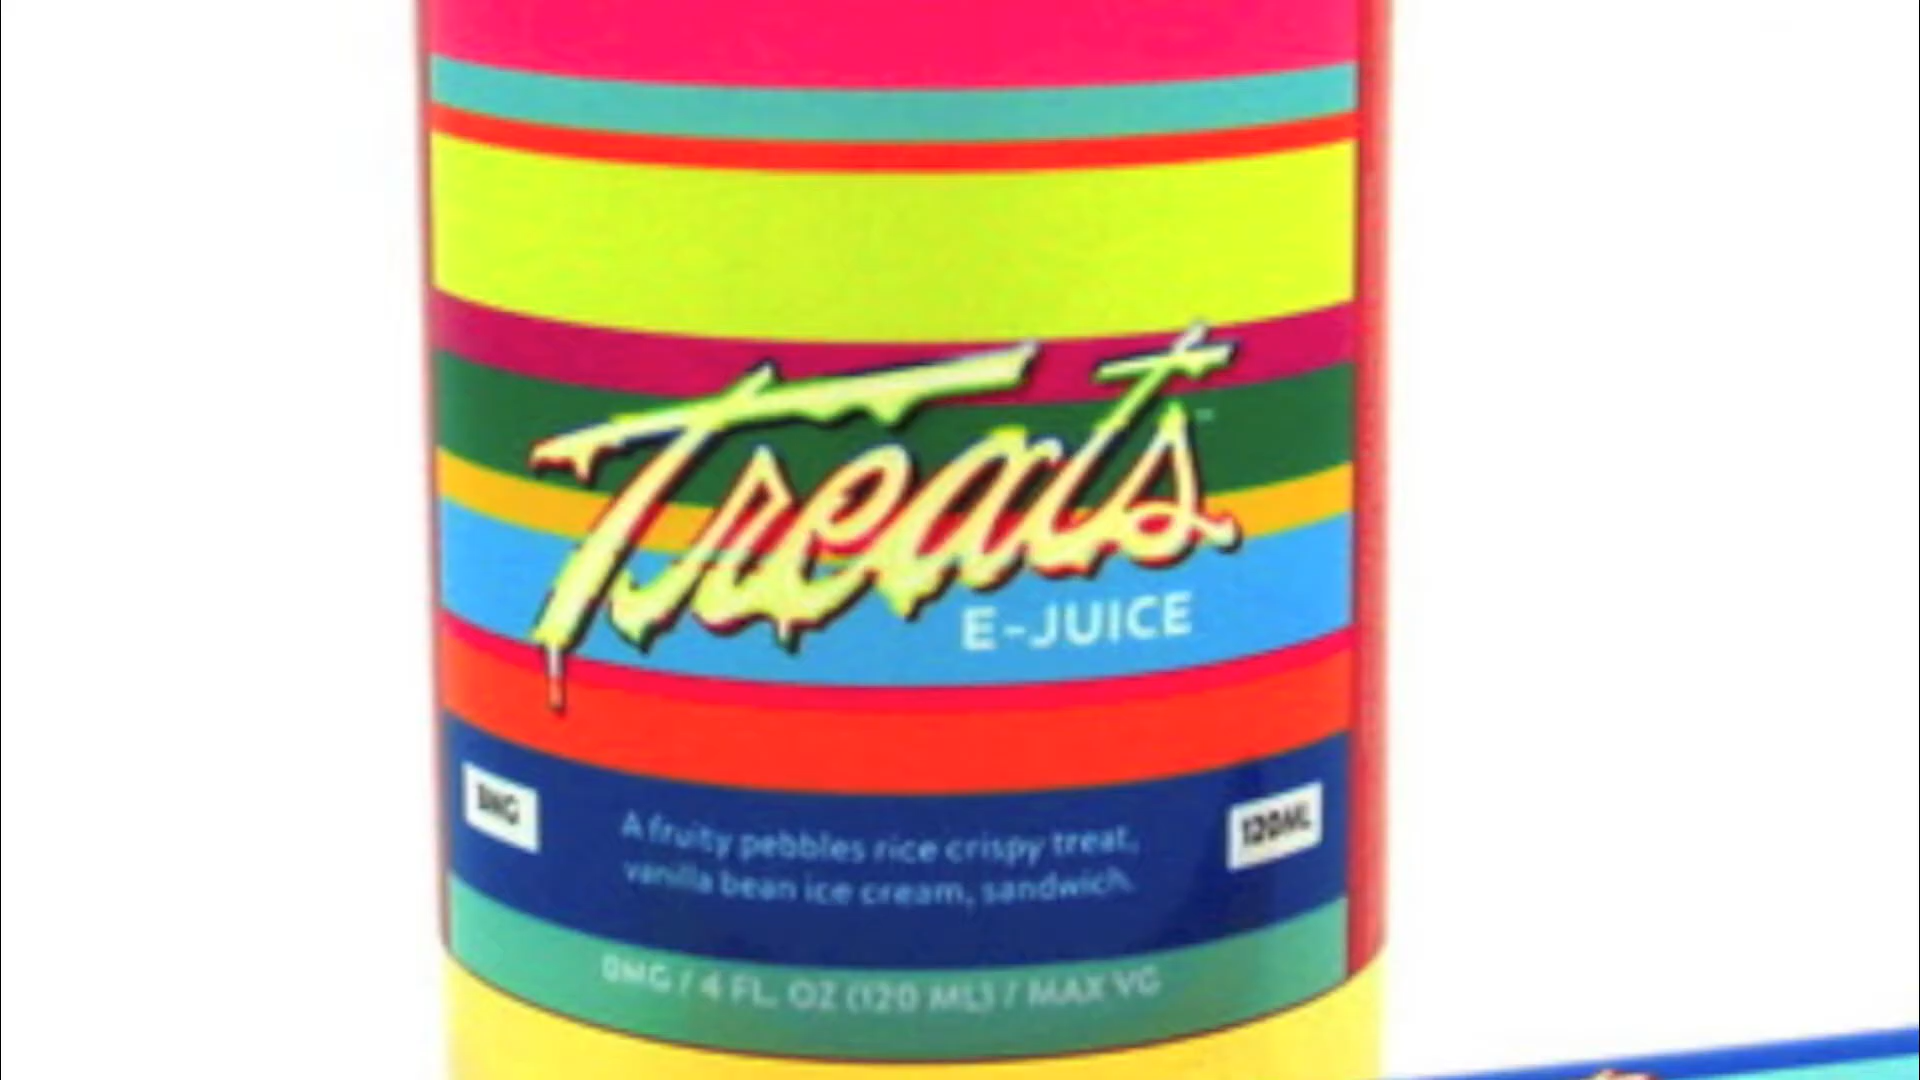 Treats
E-JUICE
0MG
120ML
A fruity pebbles rice crispy treat,
vanilla bean ice cream, sandwich.
0MG / 4 FL. OZ (120 ML) / MAX VG